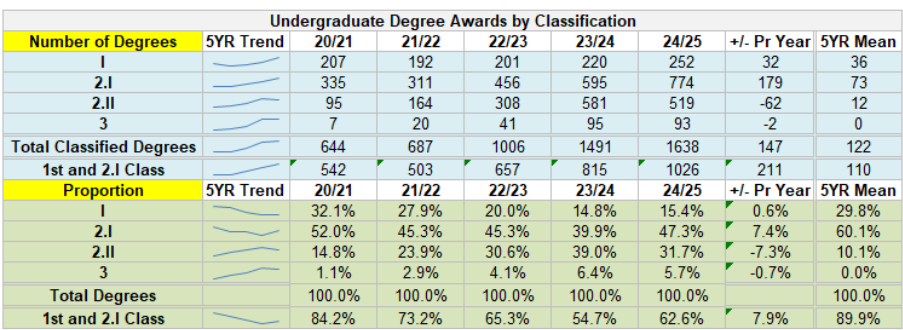 Undergraduate Degree Awards by Classification
Number of Degrees 5YR Trend 20/21 21/22 22/23 23/24 24/25 +/- Pr Year 5YR Mean
I 207 192 201 220 252 32 36
2.I 335 311 456 595 774 179 73
2.II 95 164 308 581 519 -62 12
3 7 20 41 95 93 -2 0
Total Classified Degrees 644 687 1006 1491 1638 147 122
1st and 2.I Class 542 503 657 815 1026 211 110
Proportion 5YR Trend 20/21 21/22 22/23 23/24 24/25 +/- Pr Year 5YR Mean
I 32.1% 27.9% 20.0% 14.8% 15.4% 0.6% 29.8%
2.I 52.0% 45.3% 45.3% 39.9% 47.3% 7.4% 60.1%
2.II 14.8% 23.9% 30.6% 39.0% 31.7% -7.3% 10.1%
3 1.1% 2.9% 4.1% 6.4% 5.7% -0.7% 0.0%
Total Degrees 100.0% 100.0% 100.0% 100.0% 100.0% 100.0%
1st and 2.I Class 84.2% 73.2% 65.3% 54.7% 62.6% 7.9% 89.9%